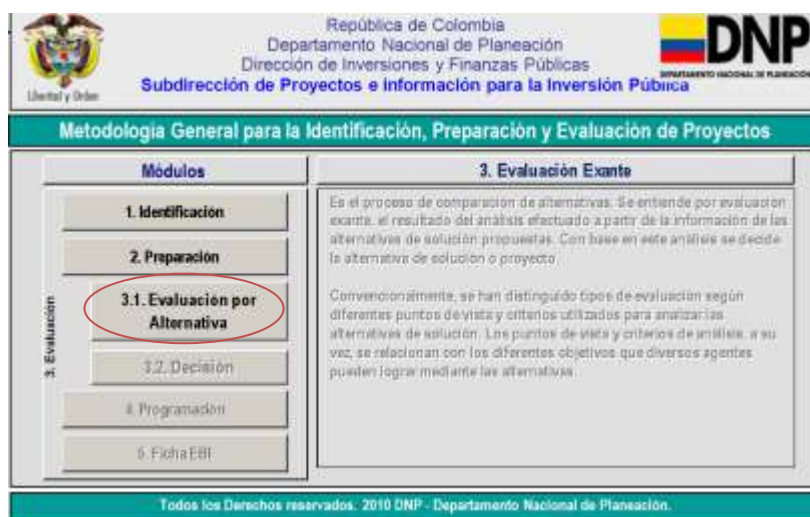 República de Colombia
Departamento Nacional de Planeación
Dirección de Inversiones y Finanzas Públicas
Subdirección de Proyectos e Información para la Inversión Pública
Libertad y Orden
DNP
DEPARTAMENTO NACIONAL DE PLANEACIÓN
Metodología General para la Identificación, Preparación y Evaluación de Proyectos
Módulos
3. Evaluación
1. Identificación
2. Preparación
3.1. Evaluación por
Alternativa
3.2. Decisión
4. Programación
5. Ficha EBI
3. Evaluación Exante
Es el proceso de comparación de alternativas. Se entiende por evaluación
exante, el resultado del análisis efectuado a partir de la información de las
alternativas de solución propuestas. Con base en este análisis se decide
la alternativa de solución o proyecto.
Convencionalmente, se han distinguido tipos de evaluación según
diferentes puntos de vista y criterios utilizados para analizar las
alternativas de solución. Los puntos de vista y criterios de análisis, a su
vez, se relacionan con los diferentes objetivos que diversos agentes
pueden lograr mediante las alternativas.
Todos los Derechos reservados. 2010 DNP - Departamento Nacional de Planeación.